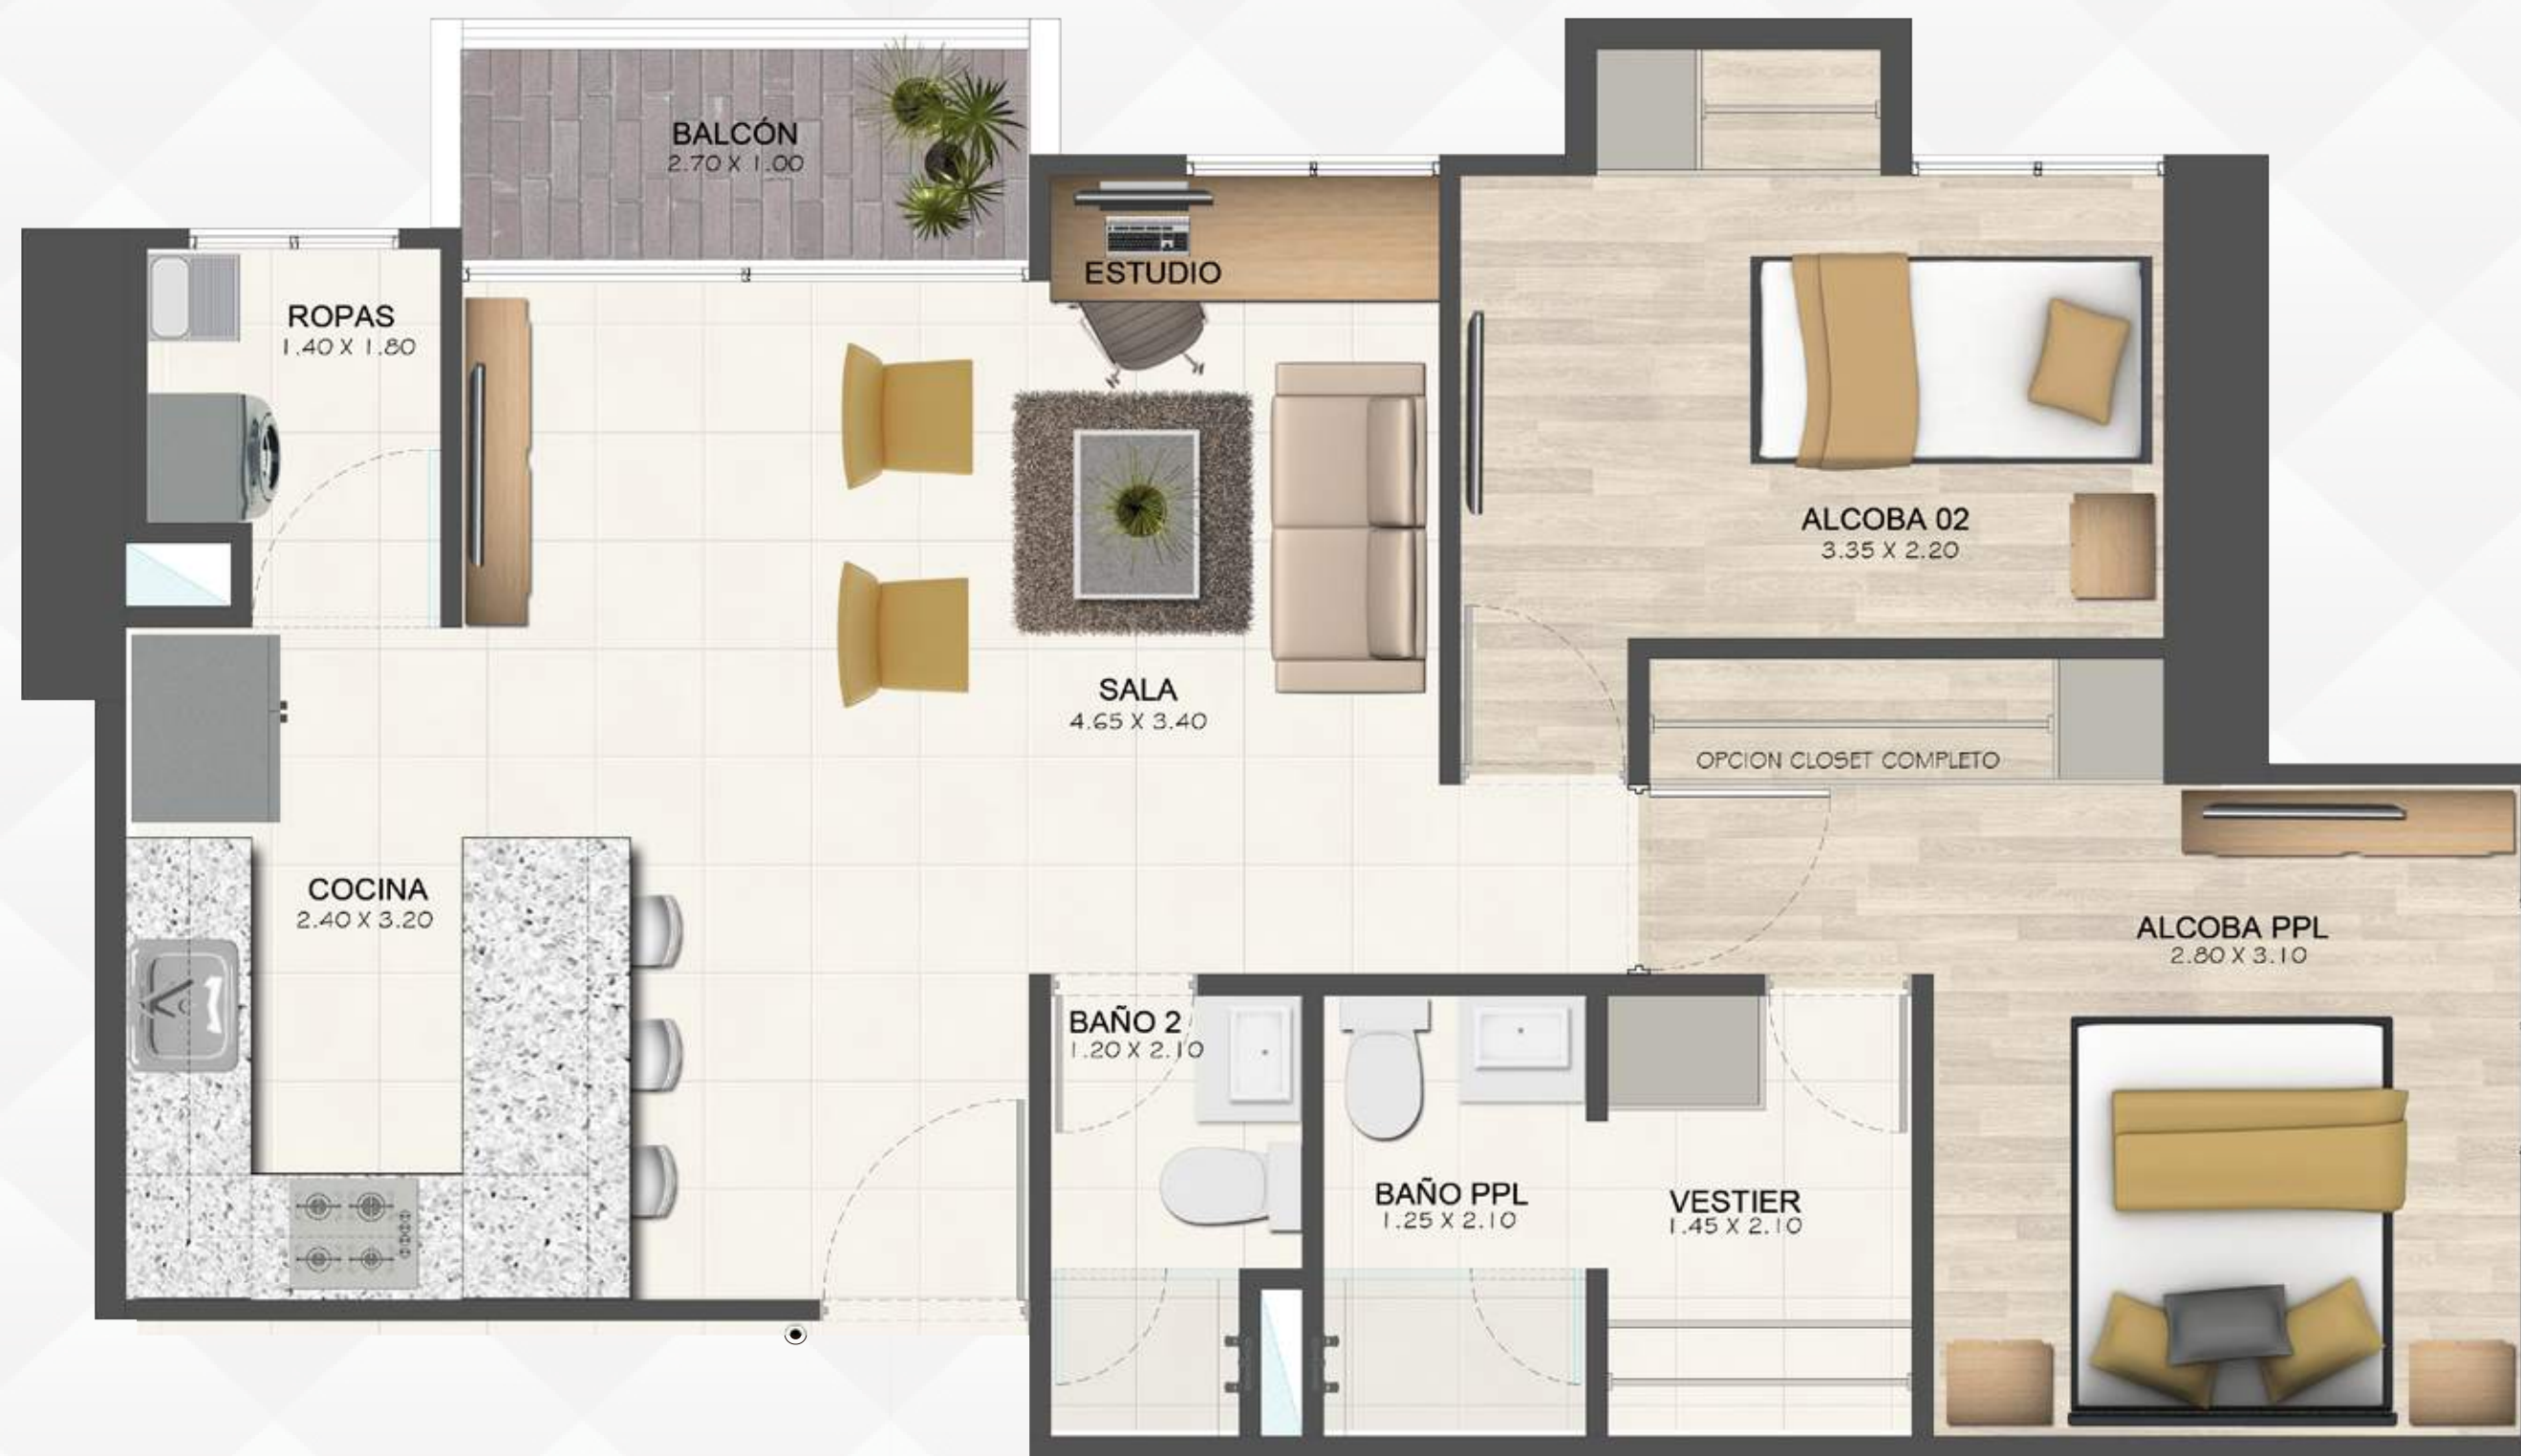 BALCÓN
2.70 X 1.00
ESTUDIO
ROPAS
1.40 X 1.80
ALCOBA 02
3.35 X 2.20
SALA
4.65 X 3.40
OPCION CLOSET COMPLETO
COCINA
2.40 X 3.20
ALCOBA PPL
2.80 X 3.10
BAÑO 2
1.20 X 2.10
BAÑO PPL
1.25 X 2.10
VESTIER
1.45 X 2.10